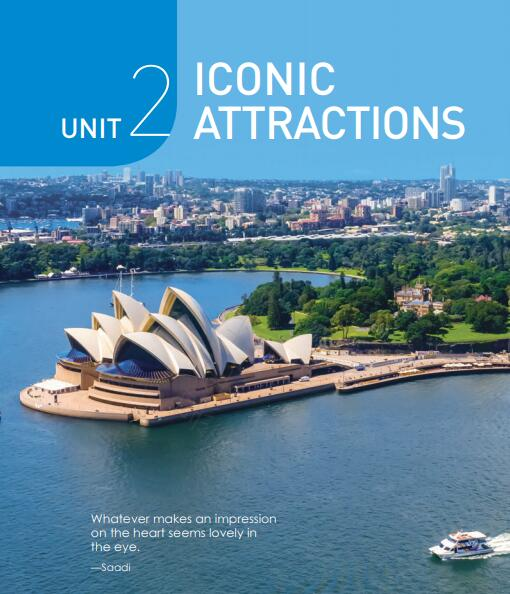 UNIT 2
ICONIC
ATTRACTIONS
Whatever makes an impression
on the heart seems lovely in
the eye.
—Saadi